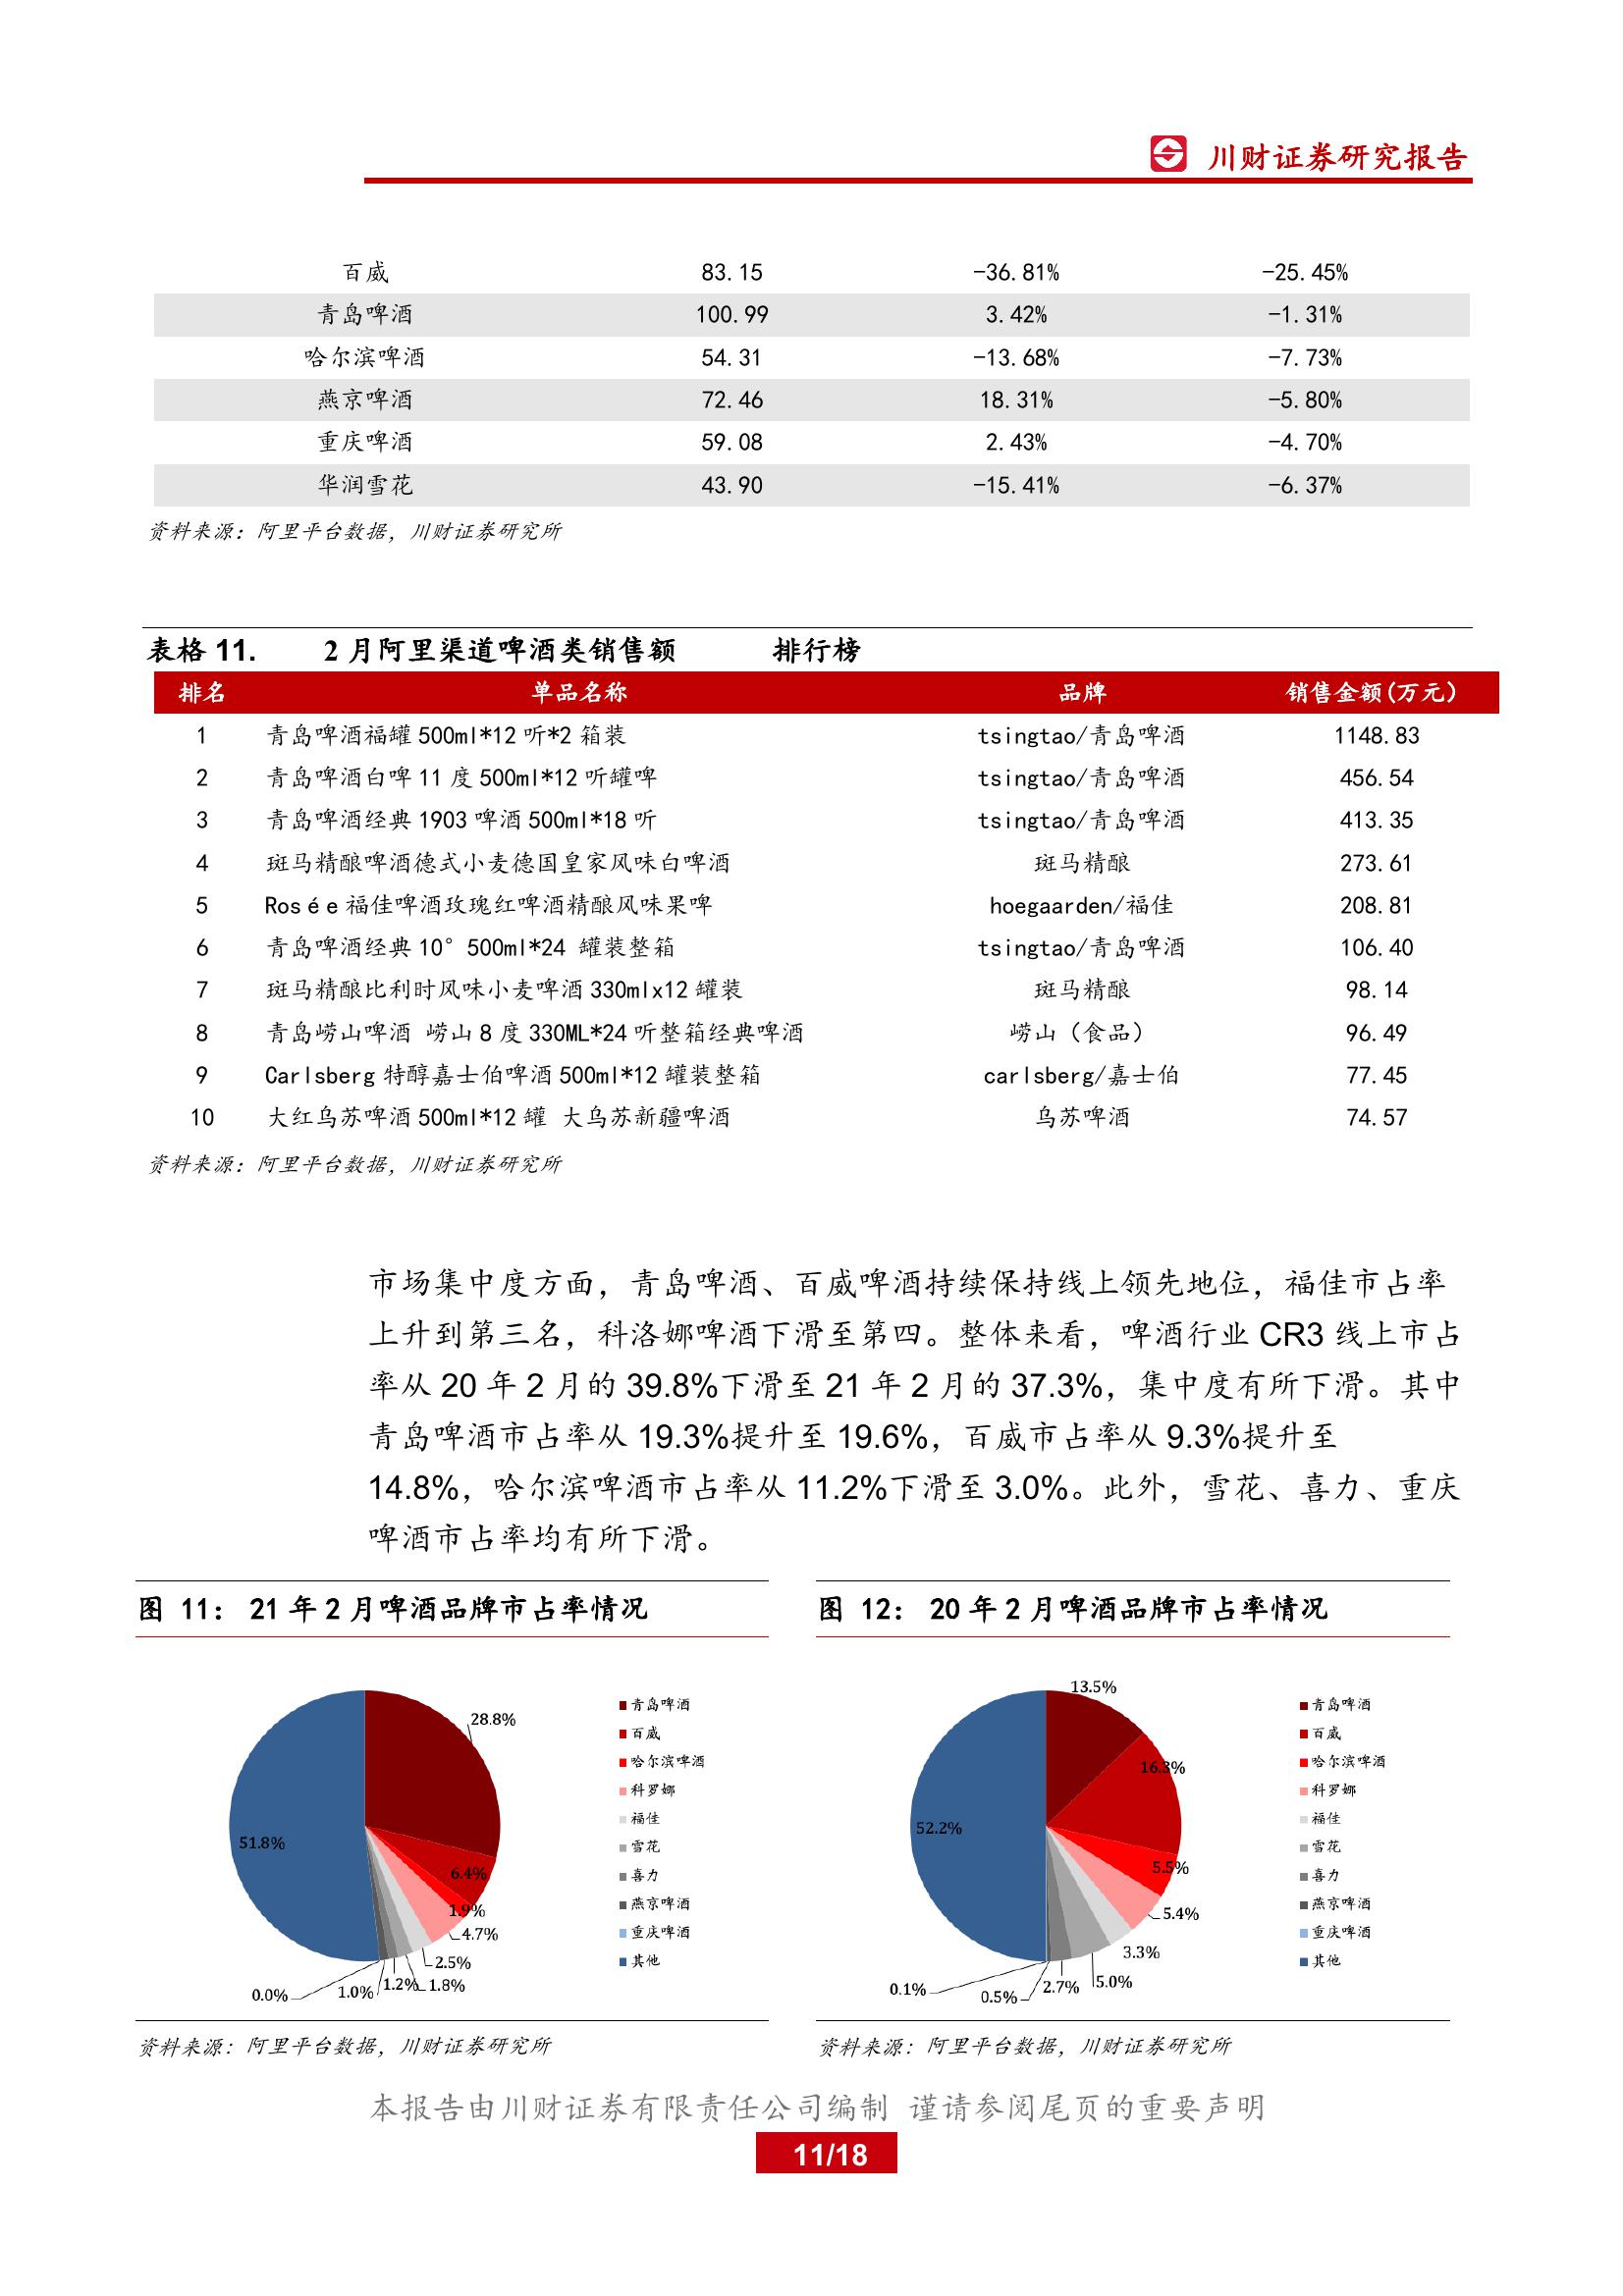 川财证券研究报告
百威 83.15 -36.81% -25.45%
青岛啤酒 100.99 3.42% -1.31%
哈尔滨啤酒 54.31 -13.68% -7.73%
燕京啤酒 72.46 18.31% -5.80%
重庆啤酒 59.08 2.43% -4.70%
华润雪花 43.90 -15.41% -6.37%
资料来源：阿里平台数据，川财证券研究所
表格 11. 2 月阿里渠道啤酒类销售额 排行榜
排名 单品名称 品牌 销售金额(万元)
1 青岛啤酒福罐 500ml*12 听*2 箱装 tsingtao/青岛啤酒 1148.83
2 青岛啤酒白啤 11 度 500ml*12 听罐啤 tsingtao/青岛啤酒 456.54
3 青岛啤酒经典 1903 啤酒 500ml*18 听 tsingtao/青岛啤酒 413.35
4 斑马精酿啤酒德式小麦德国皇家风味白啤酒 斑马精酿 273.61
5 Rosée 福佳啤酒玫瑰红啤酒精酿风味果啤 hoegaarden/福佳 208.81
6 青岛啤酒经典 10°500ml*24 罐装整箱 tsingtao/青岛啤酒 106.40
7 斑马精酿比利时风味小麦啤酒 330mlx12 罐装 斑马精酿 98.14
8 青岛崂山啤酒 崂山 8 度 330ML*24 听整箱经典啤酒 崂山（食品） 96.49
9 Carlsberg 特醇嘉士伯啤酒 500ml*12 罐装整箱 carlsberg/嘉士伯 77.45
10 大红乌苏啤酒 500ml*12 罐 大乌苏新疆啤酒 乌苏啤酒 74.57
资料来源：阿里平台数据，川财证券研究所
市场集中度方面，青岛啤酒、百威啤酒持续保持线上领先地位，福佳市占率
上升到第三名，科洛娜啤酒下滑至第四。整体来看，啤酒行业 CR3 线上市占
率从 20 年 2 月的 39.8%下滑至 21 年 2 月的 37.3%，集中度有所下滑。其中
青岛啤酒市占率从 19.3%提升至 19.6%，百威市占率从 9.3%提升至
14.8%，哈尔滨啤酒市占率从 11.2%下滑至 3.0%。此外，雪花、喜力、重庆
啤酒市占率均有所下滑。
图 11： 21 年 2 月啤酒品牌市占率情况
28.8%
6.4%
1.9%
4.7%
2.5%
1.8%
1.2%
1.0%
0.0%
51.8%
青岛啤酒
百威
哈尔滨啤酒
科罗娜
福佳
雪花
喜力
燕京啤酒
重庆啤酒
其他
资料来源：阿里平台数据，川财证券研究所
图 12： 20 年 2 月啤酒品牌市占率情况
13.5%
16.3%
5.5%
5.4%
3.3%
5.0%
2.7%
0.5%
0.1%
52.2%
青岛啤酒
百威
哈尔滨啤酒
科罗娜
福佳
雪花
喜力
燕京啤酒
重庆啤酒
其他
资料来源：阿里平台数据，川财证券研究所
本报告由川财证券有限责任公司编制 谨请参阅尾页的重要声明
11/18